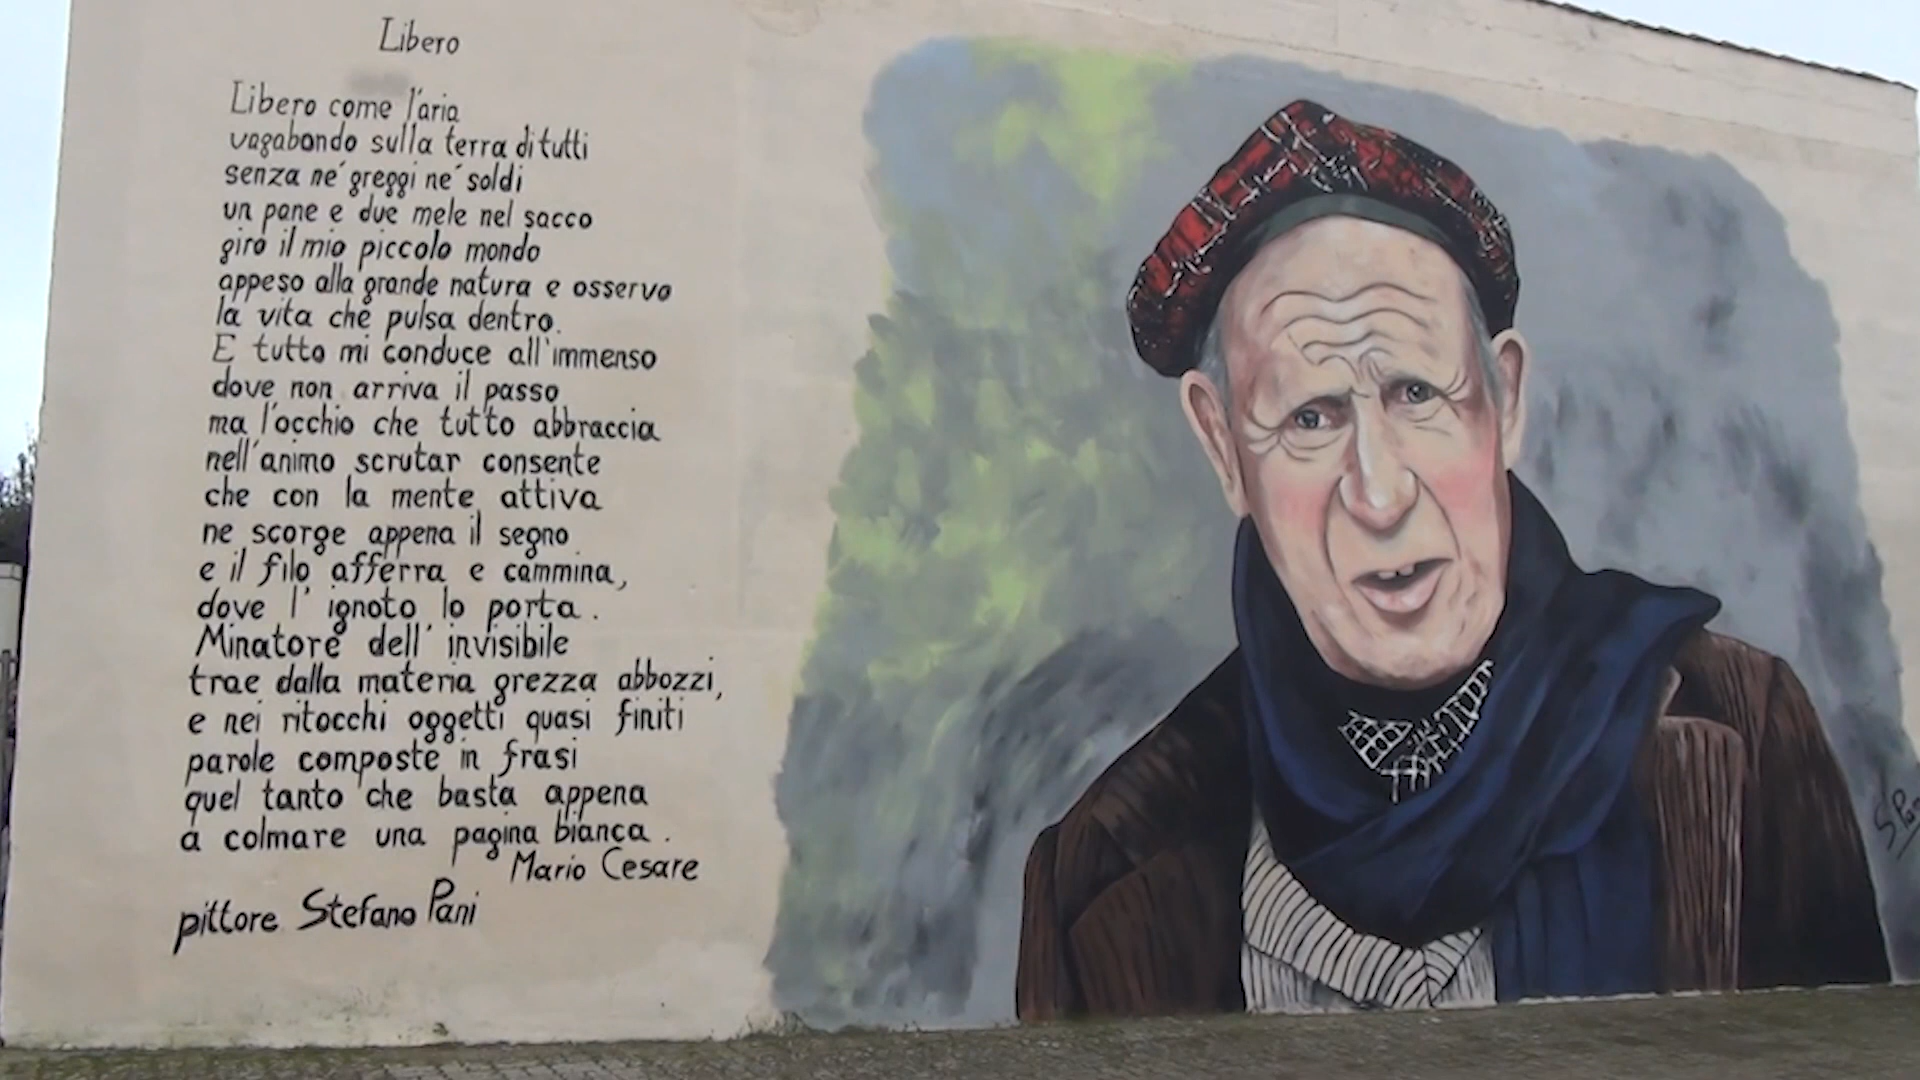 Libero
Libero come l'aria
vagabondo sulla terra di tutti
senza né greggi né soldi
un pane e due mele nel sacco
giro il mio piccolo mondo
appeso alla grande natura e osservo
la vita che pulsa dentro.
E tutto mi conduce all'immenso
dove non arriva il passo
ma l'occhio che tutto abbraccia
nell'animo scrutar consente
che con la mente attiva
ne scorge appena il segno
e il filo afferra e cammina,
dove l'ignoto lo porta.
Minatore dell'invisibile
trae dalla materia grezza abbozzi,
e nei ritocchi oggetti quasi finiti
parole composte in frasi
quel tanto che basta appena
a colmare una pagina bianca.
Mario Cesare
pittore Stefano Pani